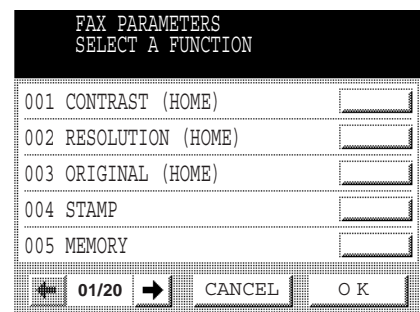 FAX PARAMETERS
SELECT A FUNCTION
001 CONTRAST (HOME)
002 RESOLUTION (HOME)
003 ORIGINAL (HOME)
004 STAMP
005 MEMORY
01/20 CANCEL O K